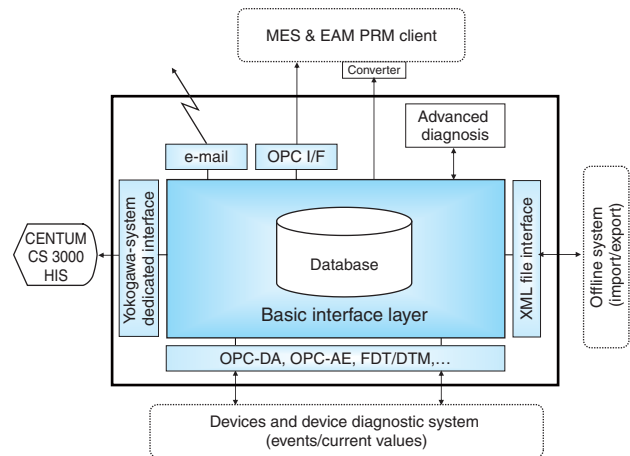 MES & EAM PRM client
Converter
Advanced
diagnosis
e-mail
OPC I/F
CENTUM
CS 3000
HIS
Yokogawa-system
dedicated interface
Database
Basic interface layer
XML file interface
Offline system
(import/export)
OPC-DA, OPC-AE, FDT/DTM,...
Devices and device diagnostic system
(events/current values)